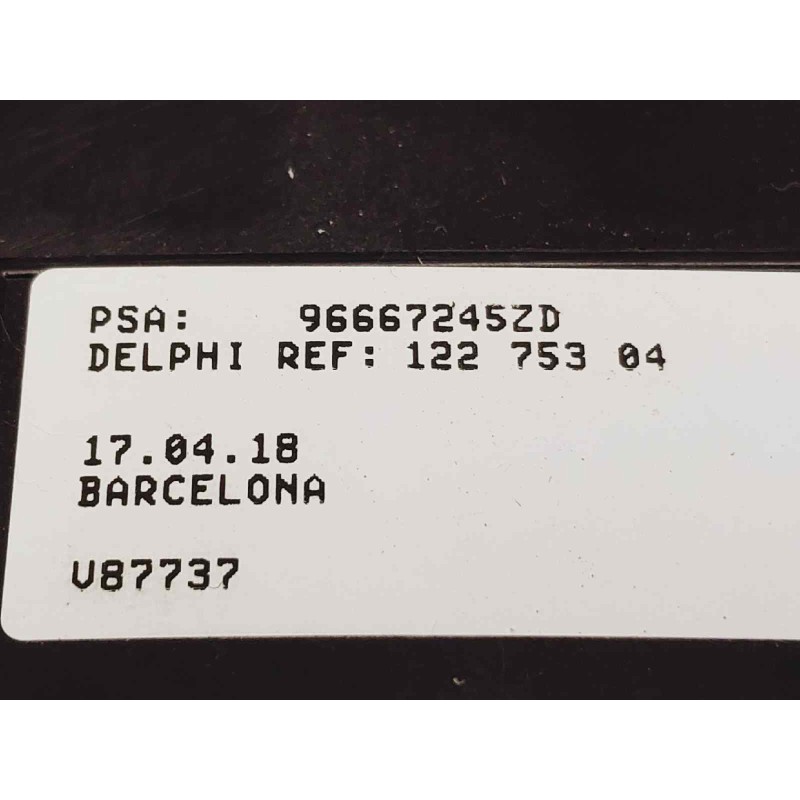 PSA: 96667245ZD
DELPHI REF: 122 753 04
17.04.18
BARCELONA
V87737